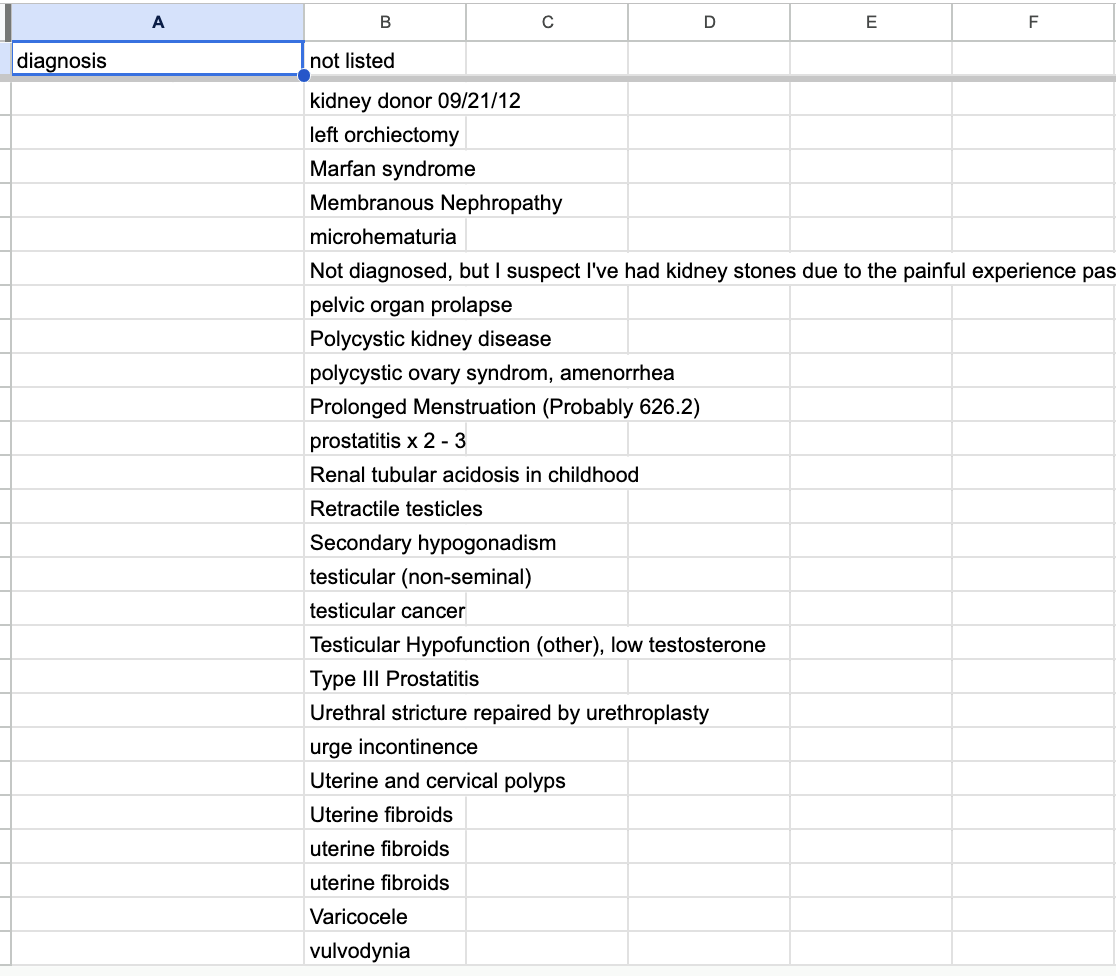 A B C D E F
diagnosis not listed
kidney donor 09/21/12
left orchiectomy
Marfan syndrome
Membranous Nephropathy
microhematuria
Not diagnosed, but I suspect I've had kidney stones due to the painful experience pas
pelvic organ prolapse
Polycystic kidney disease
polycystic ovary syndrom, amenorrhea
Prolonged Menstruation (Probably 626.2)
prostatitis x 2 - 3
Renal tubular acidosis in childhood
Retractile testicles
Secondary hypogonadism
testicular (non-seminal)
testicular cancer
Testicular Hypofunction (other), low testosterone
Type III Prostatitis
Urethral stricture repaired by urethroplasty
urge incontinence
Uterine and cervical polyps
Uterine fibroids
uterine fibroids
uterine fibroids
Varicocele
vulvodynia